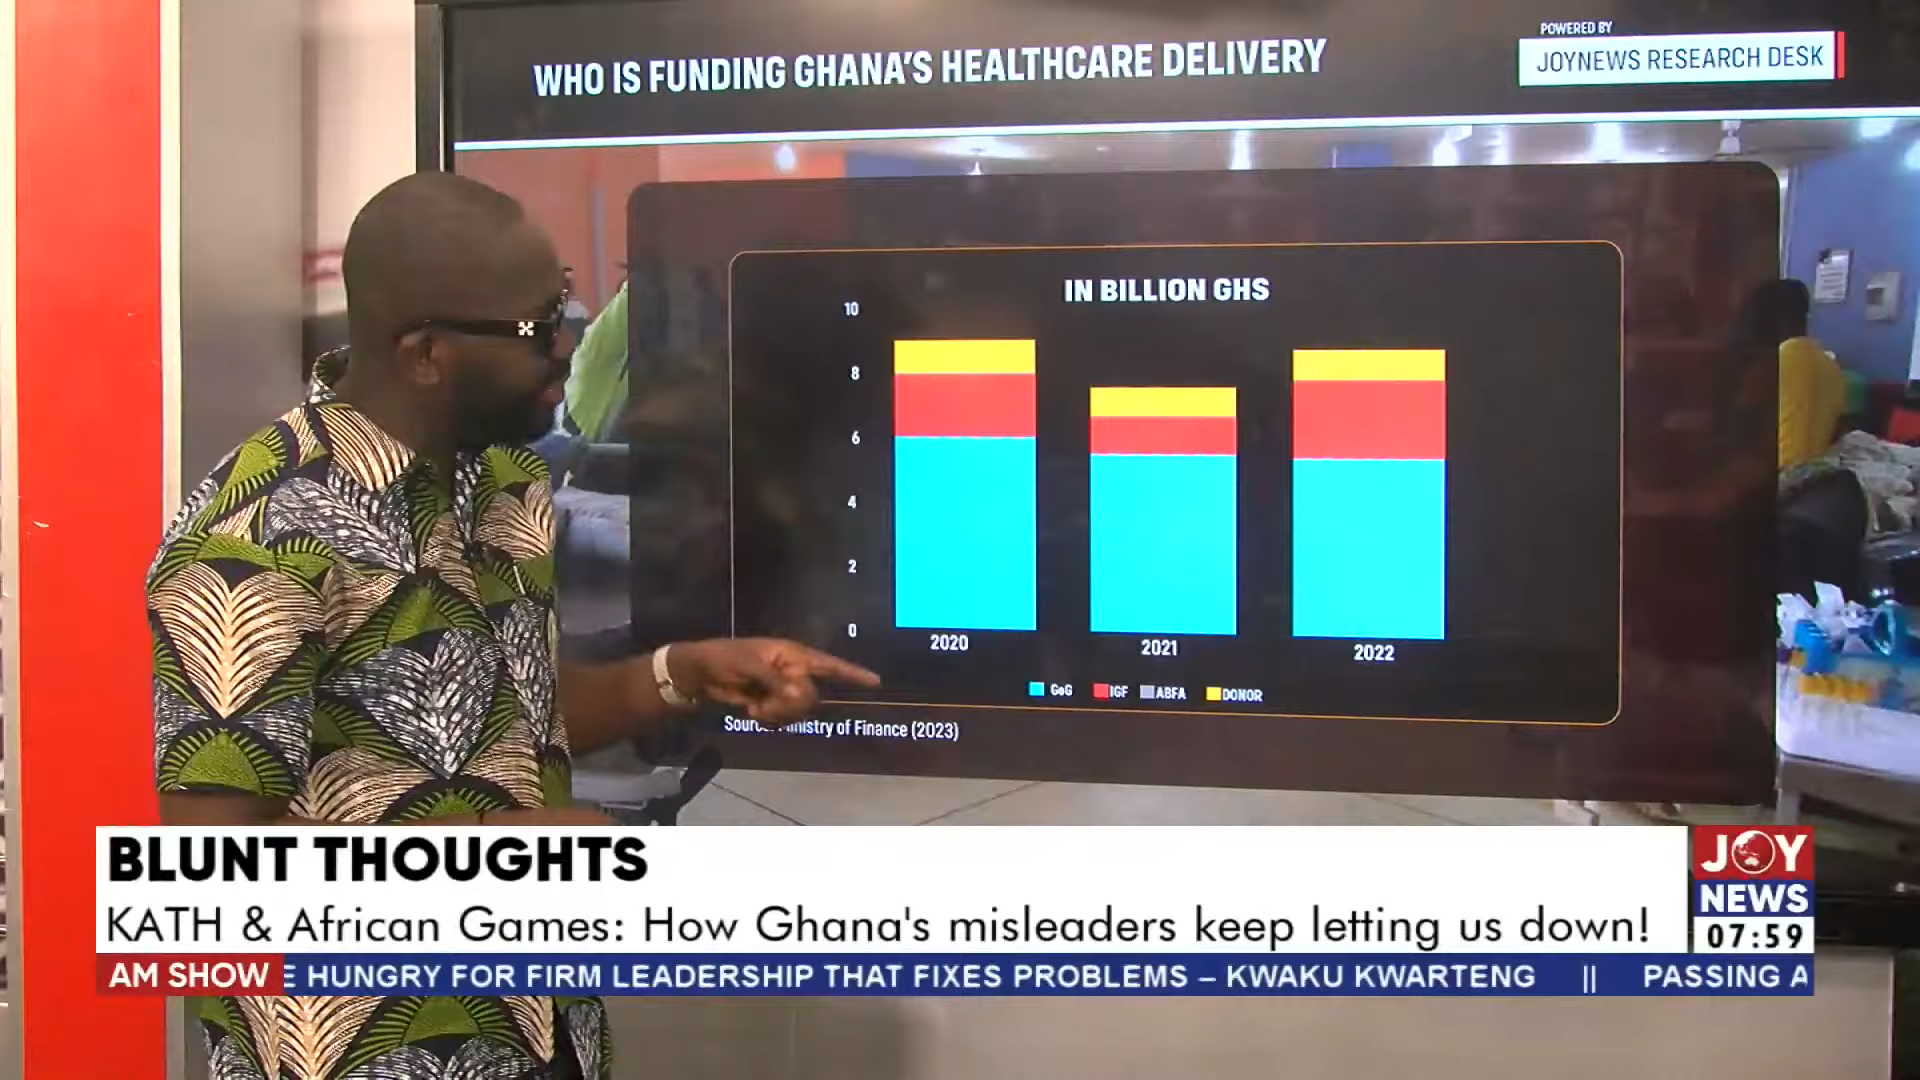 WHO IS FUNDING GHANA'S HEALTHCARE DELIVERY
POWERED BY
JOYNEWS RESEARCH DESK
IN BILLION GHS
10
8
6
4
2
0
2020
2021
2022
GoG
IGF
ABFA
DONOR
Ministry of Finance (2023)
BLUNT THOUGHTS
KATH & African Games: How Ghana's misleaders keep letting us down!
JOY
NEWS
07:59
AM SHOW
E HUNGRY FOR FIRM LEADERSHIP THAT FIXES PROBLEMS – KWAKU KWARTENG || PASSING A